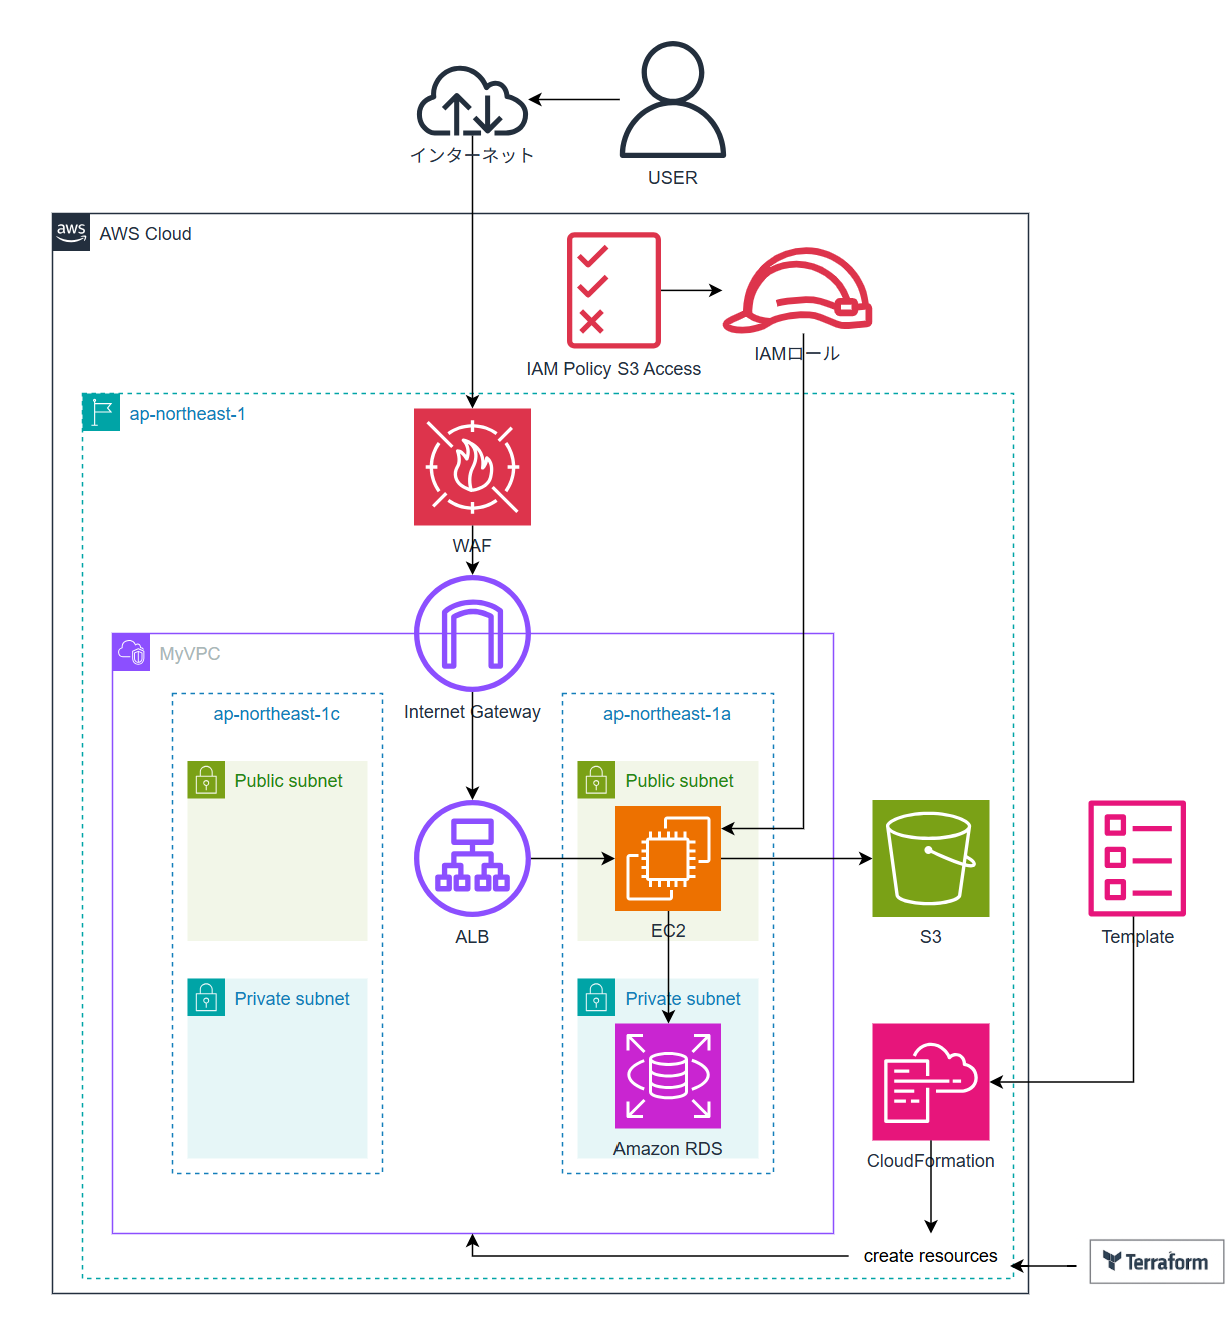 インターネット
USER
aws
AWS Cloud
IAM Policy S3 Access
IAMロール
ap-northeast-1
WAF
MyVPC
Internet Gateway
ap-northeast-1c
ap-northeast-1a
Public subnet
Public subnet
ALB
EC2
S3
Template
Private subnet
Private subnet
Amazon RDS
CloudFormation
create resources
Terraform